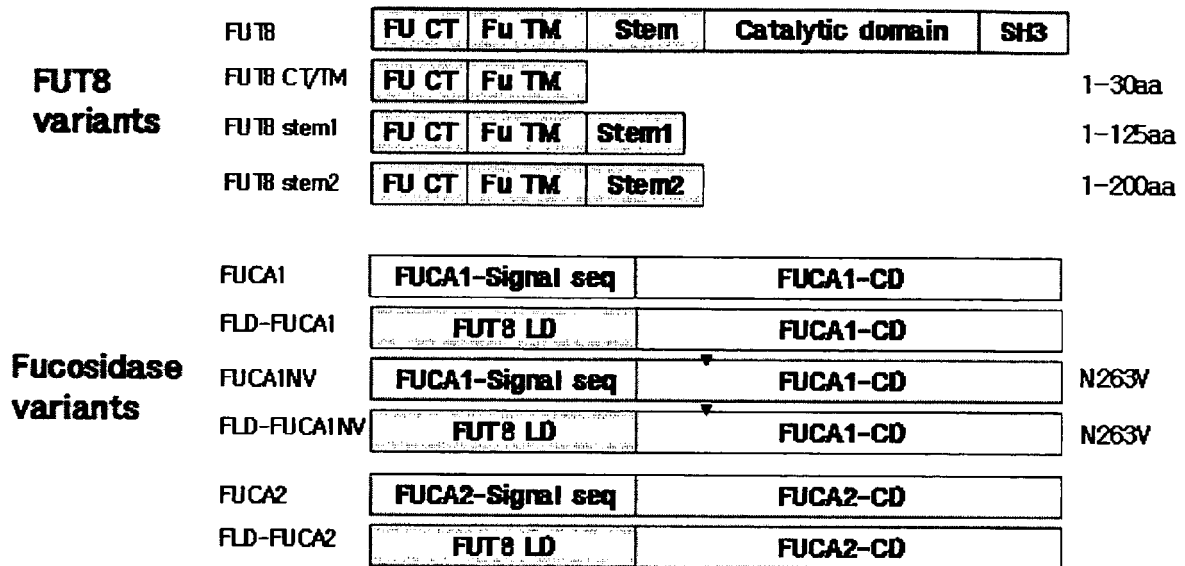 FUT8 FU CT Fu TM Stem Catalytic domain SH3
FUT8 variants
FUT8 CT/TM FU CT Fu TM 1-30aa
FUT8 stem1 FU CT Fu TM Stem1 1-125aa
FUT8 stem2 FU CT Fu TM Stem2 1-200aa
Fucosidase variants
FUCA1 FUCA1-Signal seq FUCA1-CD
FLD-FUCA1 FUT8 LD FUCA1-CD
FUCA1NV FUCA1-Signal seq FUCA1-CD N263V
FLD-FUCA1NV FUT8 LD FUCA1-CD N263V
FUCA2 FUCA2-Signal seq FUCA2-CD
FLD-FUCA2 FUT8 LD FUCA2-CD